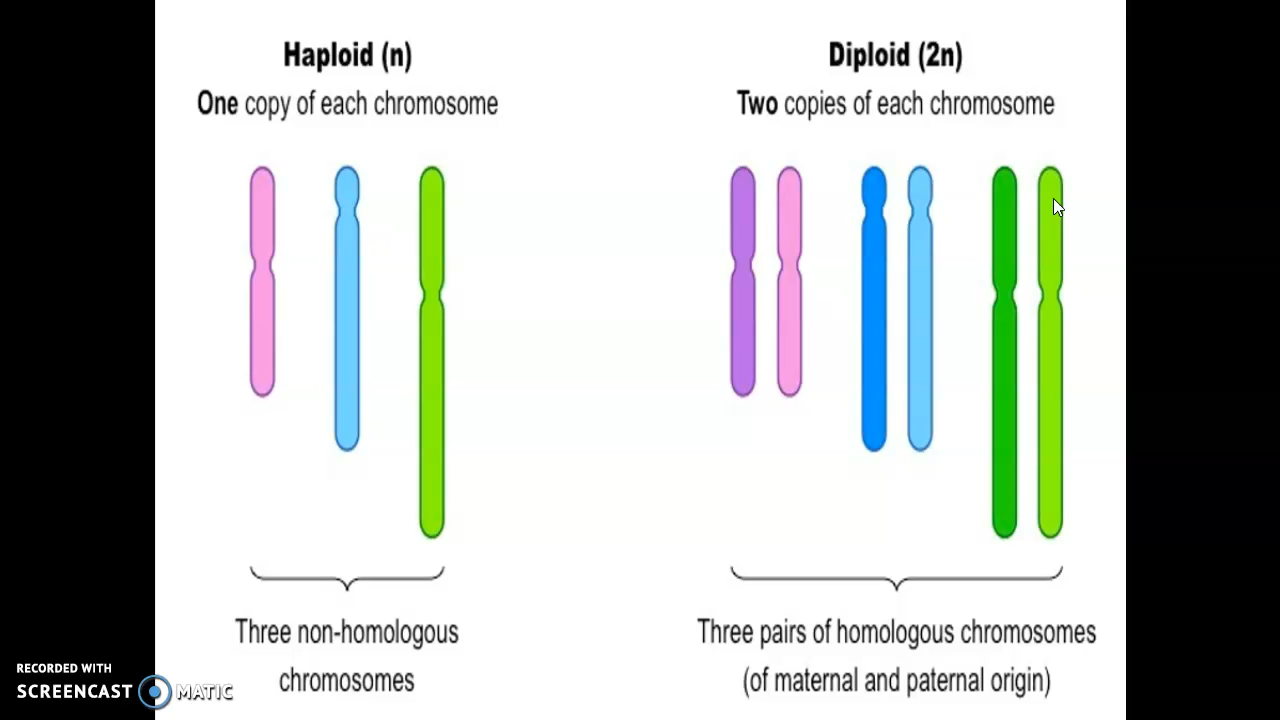 Haploid (n)
One copy of each chromosome
Three non-homologous
chromosomes
Diploid (2n)
Two copies of each chromosome
Three pairs of homologous chromosomes
(of maternal and paternal origin)
RECORDED WITH
SCREENCAST MATIC